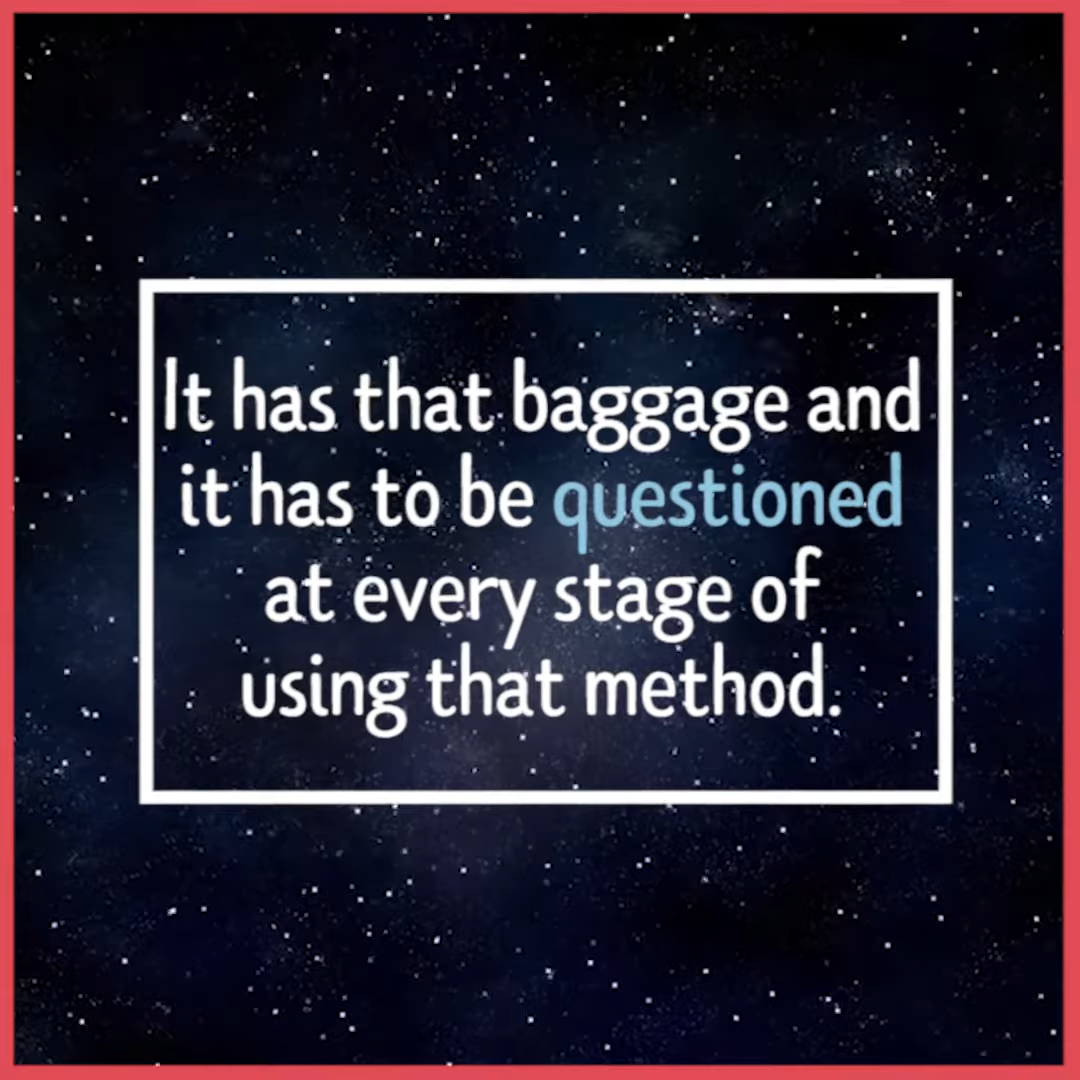 It has that baggage and
it has to be questioned
at every stage of
using that method.